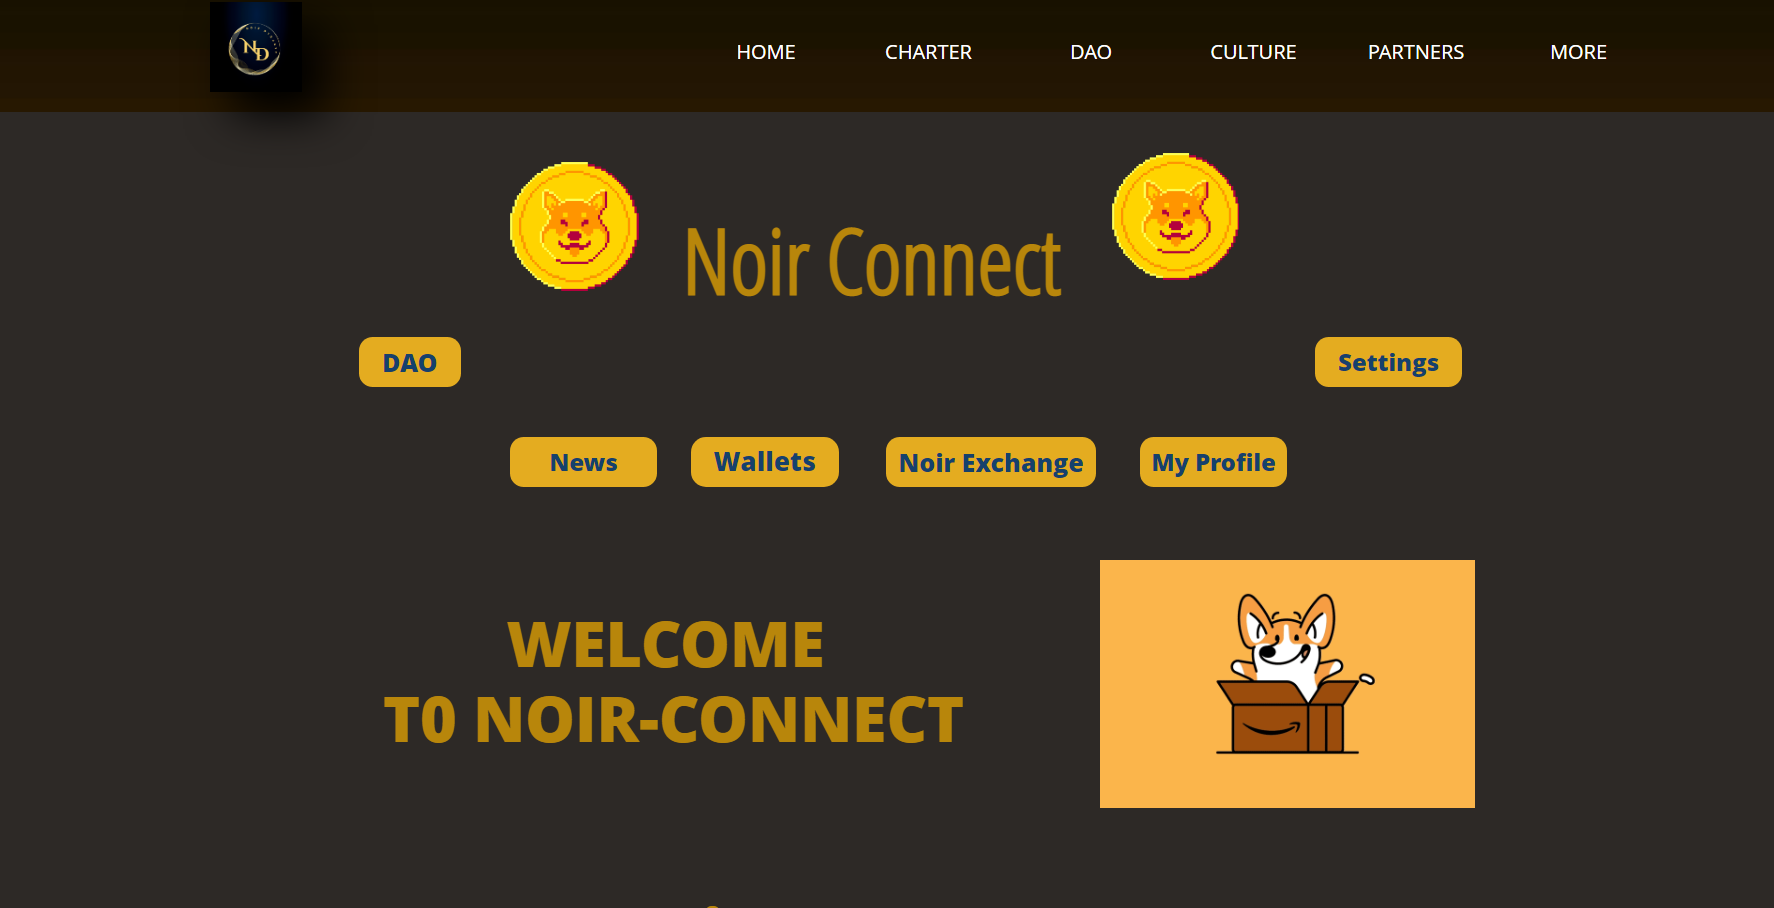 ND
HOME CHARTER DAO CULTURE PARTNERS MORE
Noir Connect
DAO Settings
News Wallets Noir Exchange My Profile
WELCOME
T0 NOIR-CONNECT